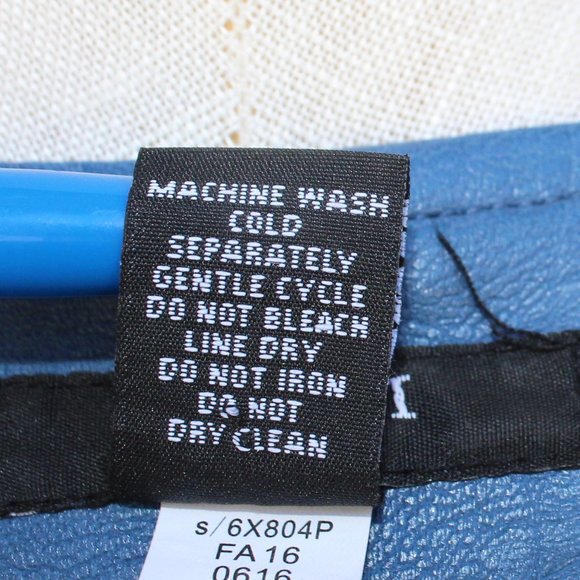 MACHINE WASH
COLD
SEPARATELY
GENTLE CYCLE
DO NOT BLEACH
LINE DRY
DO NOT IRON
DO NOT
DRY CLEAN
s/6X804P
FA 16
0616